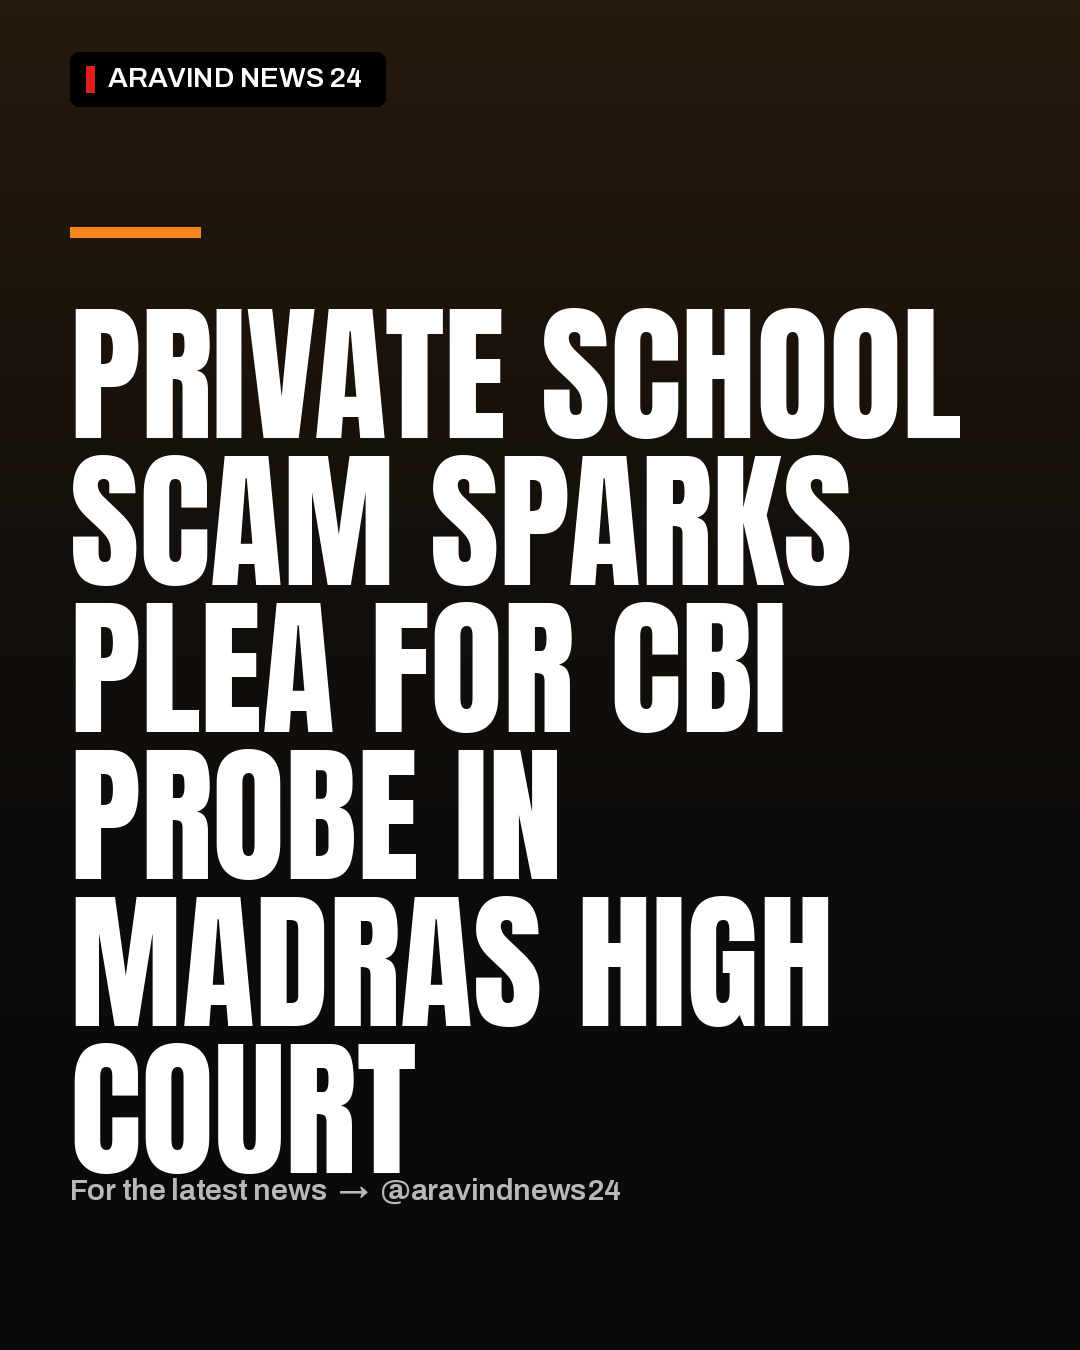 ARAVIND NEWS 24
PRIVATE SCHOOL
SCAM SPARKS
PLEA FOR CBI
PROBE IN
MADRAS HIGH
COURT
For the latest news → @aravindnews24